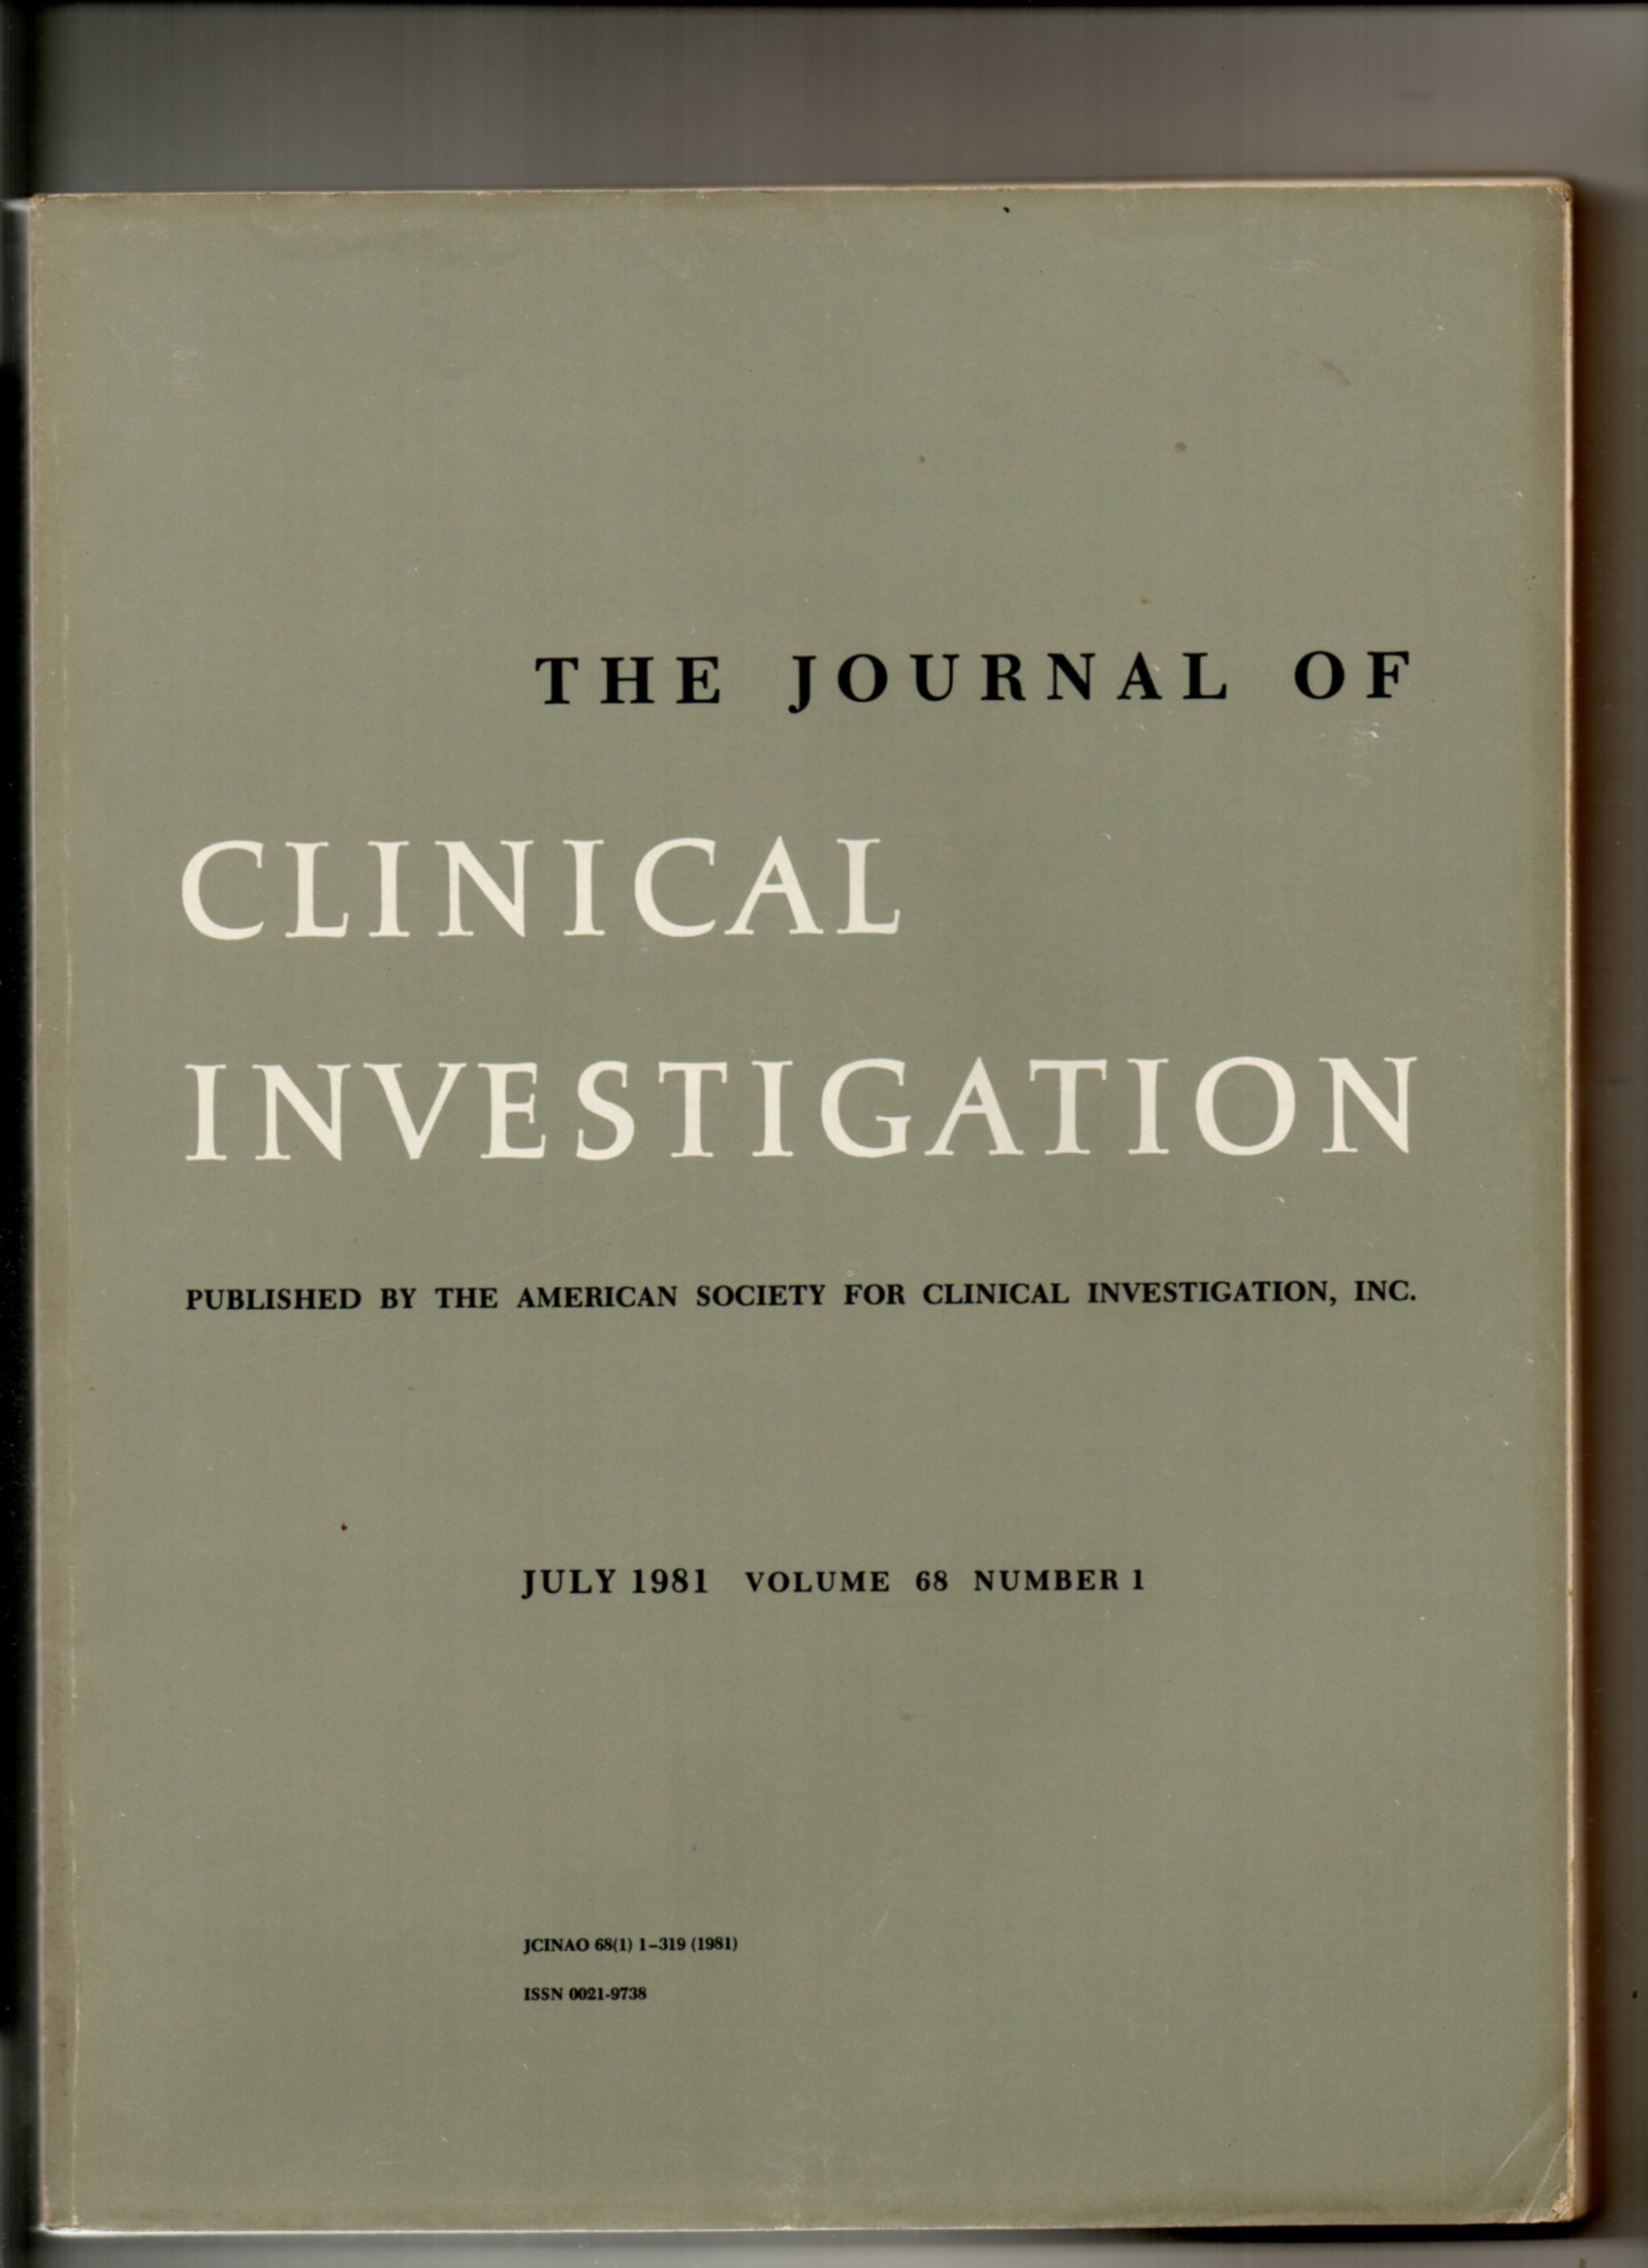 THE JOURNAL OF
CLINICAL
INVESTIGATION
PUBLISHED BY THE AMERICAN SOCIETY FOR CLINICAL INVESTIGATION, INC.
JULY 1981 VOLUME 68 NUMBER 1
JCINAO 68(1) 1–319 (1981)
ISSN 0021-9738